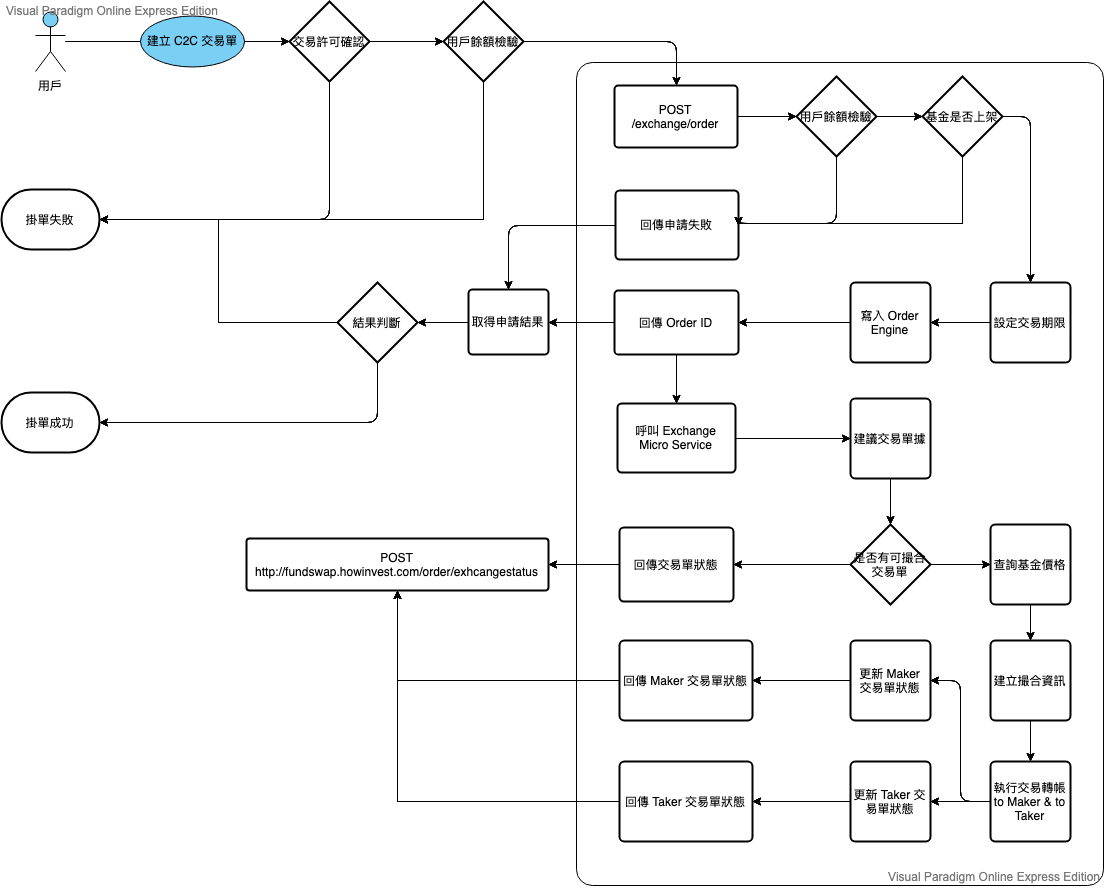 Visual Paradigm Online Express Edition
用戶
建立 C2C 交易單
交易許可確認
用戶餘額檢驗
POST
/exchange/order
用戶餘額檢驗
基金是否上架
掛單失敗
回傳申請失敗
結果判斷
取得申請結果
回傳 Order ID
寫入 Order
Engine
設定交易期限
掛單成功
呼叫 Exchange
Micro Service
建議交易單據
POST
http://fundswap.howinvest.com/order/exhcangestatus
回傳交易單狀態
是否有可撮合
交易單
查詢基金價格
回傳 Maker 交易單狀態
更新 Maker
交易單狀態
建立撮合資訊
回傳 Taker 交易單狀態
更新 Taker 交
易單狀態
執行交易轉帳
to Maker & to
Taker
Visual Paradigm Online Express Edition